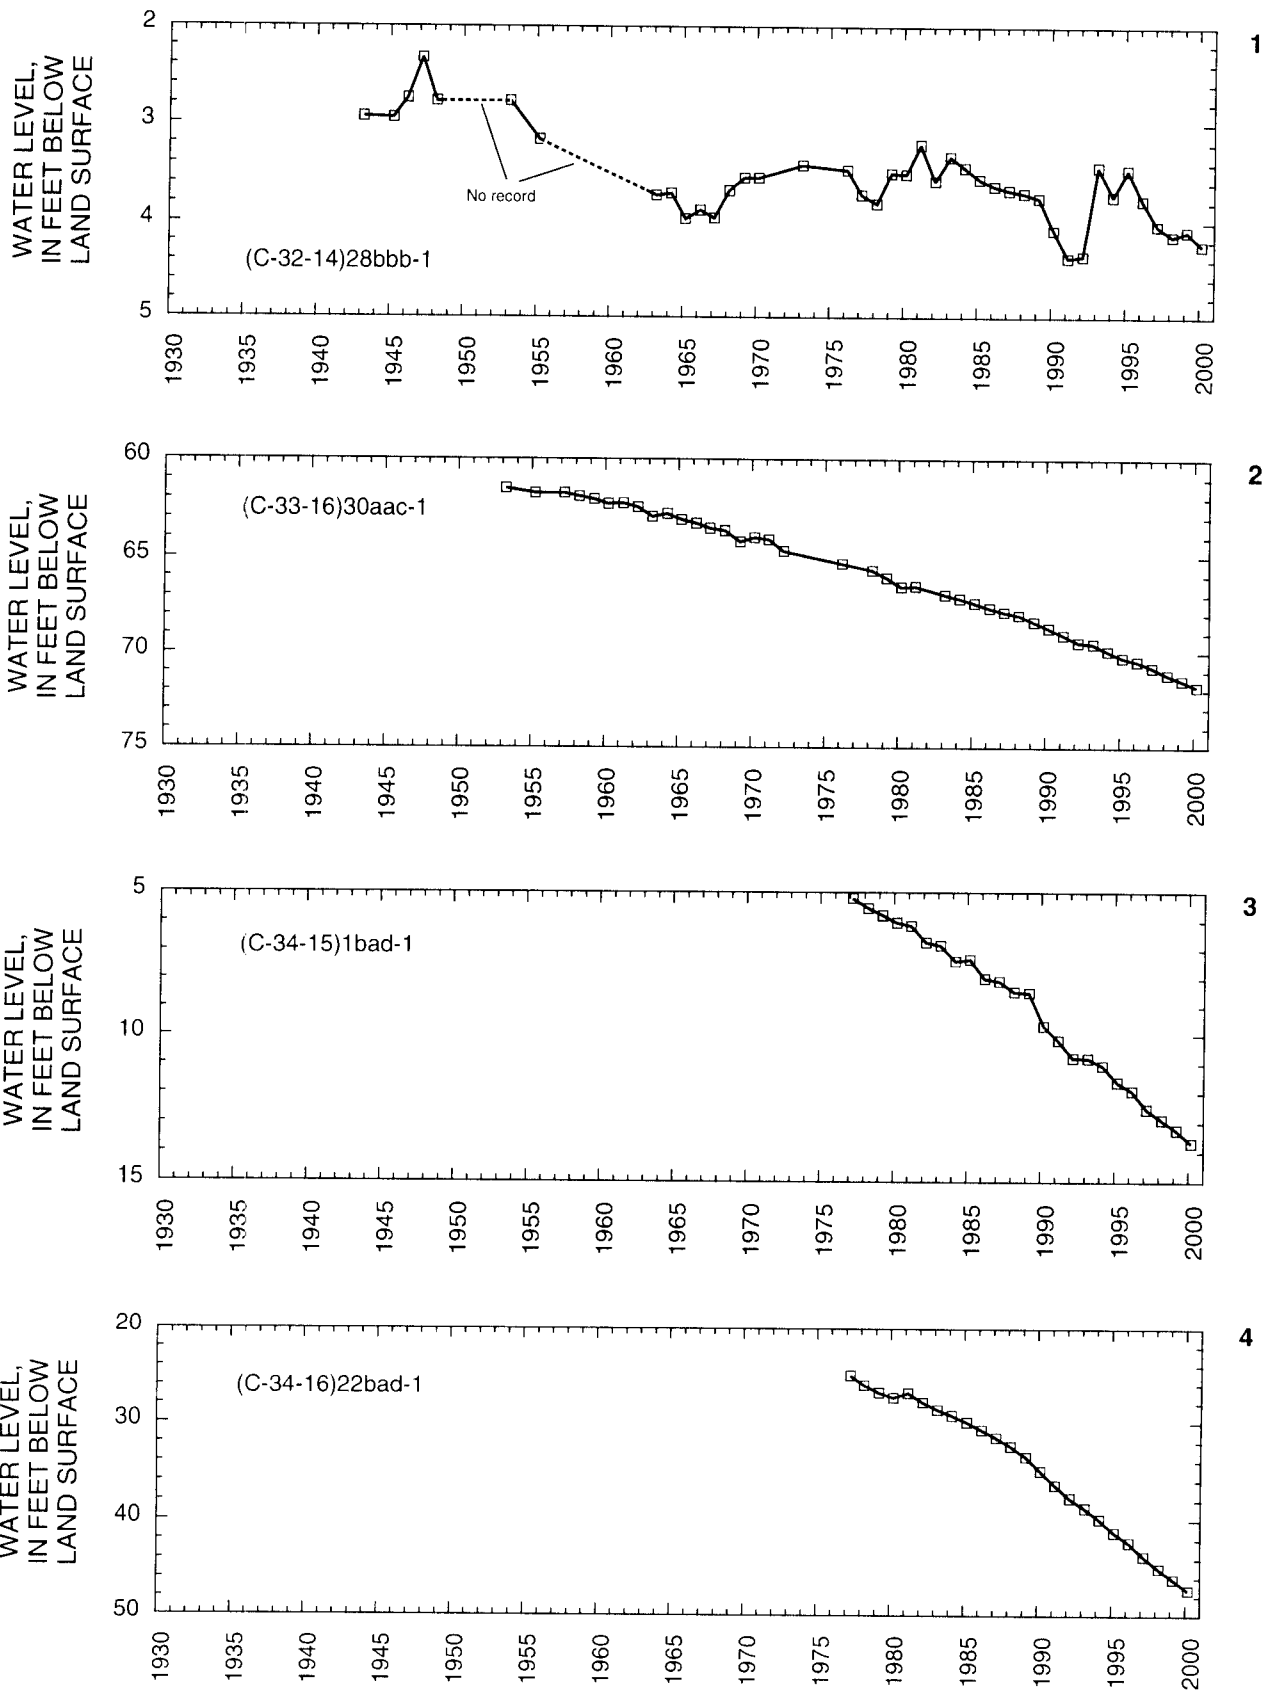 1
WATER LEVEL,
IN FEET BELOW
LAND SURFACE
2
3
4
5
No record
(C-32-14)28bbb-1
1930 1935 1940 1945 1950 1955 1960 1965 1970 1975 1980 1985 1990 1995 2000
2
WATER LEVEL,
IN FEET BELOW
LAND SURFACE
60
65
70
75
(C-33-16)30aac-1
1930 1935 1940 1945 1950 1955 1960 1965 1970 1975 1980 1985 1990 1995 2000
3
WATER LEVEL,
IN FEET BELOW
LAND SURFACE
5
10
15
(C-34-15)1bad-1
1930 1935 1940 1945 1950 1955 1960 1965 1970 1975 1980 1985 1990 1995 2000
4
WATER LEVEL,
IN FEET BELOW
LAND SURFACE
20
30
40
50
(C-34-16)22bad-1
1930 1935 1940 1945 1950 1955 1960 1965 1970 1975 1980 1985 1990 1995 2000